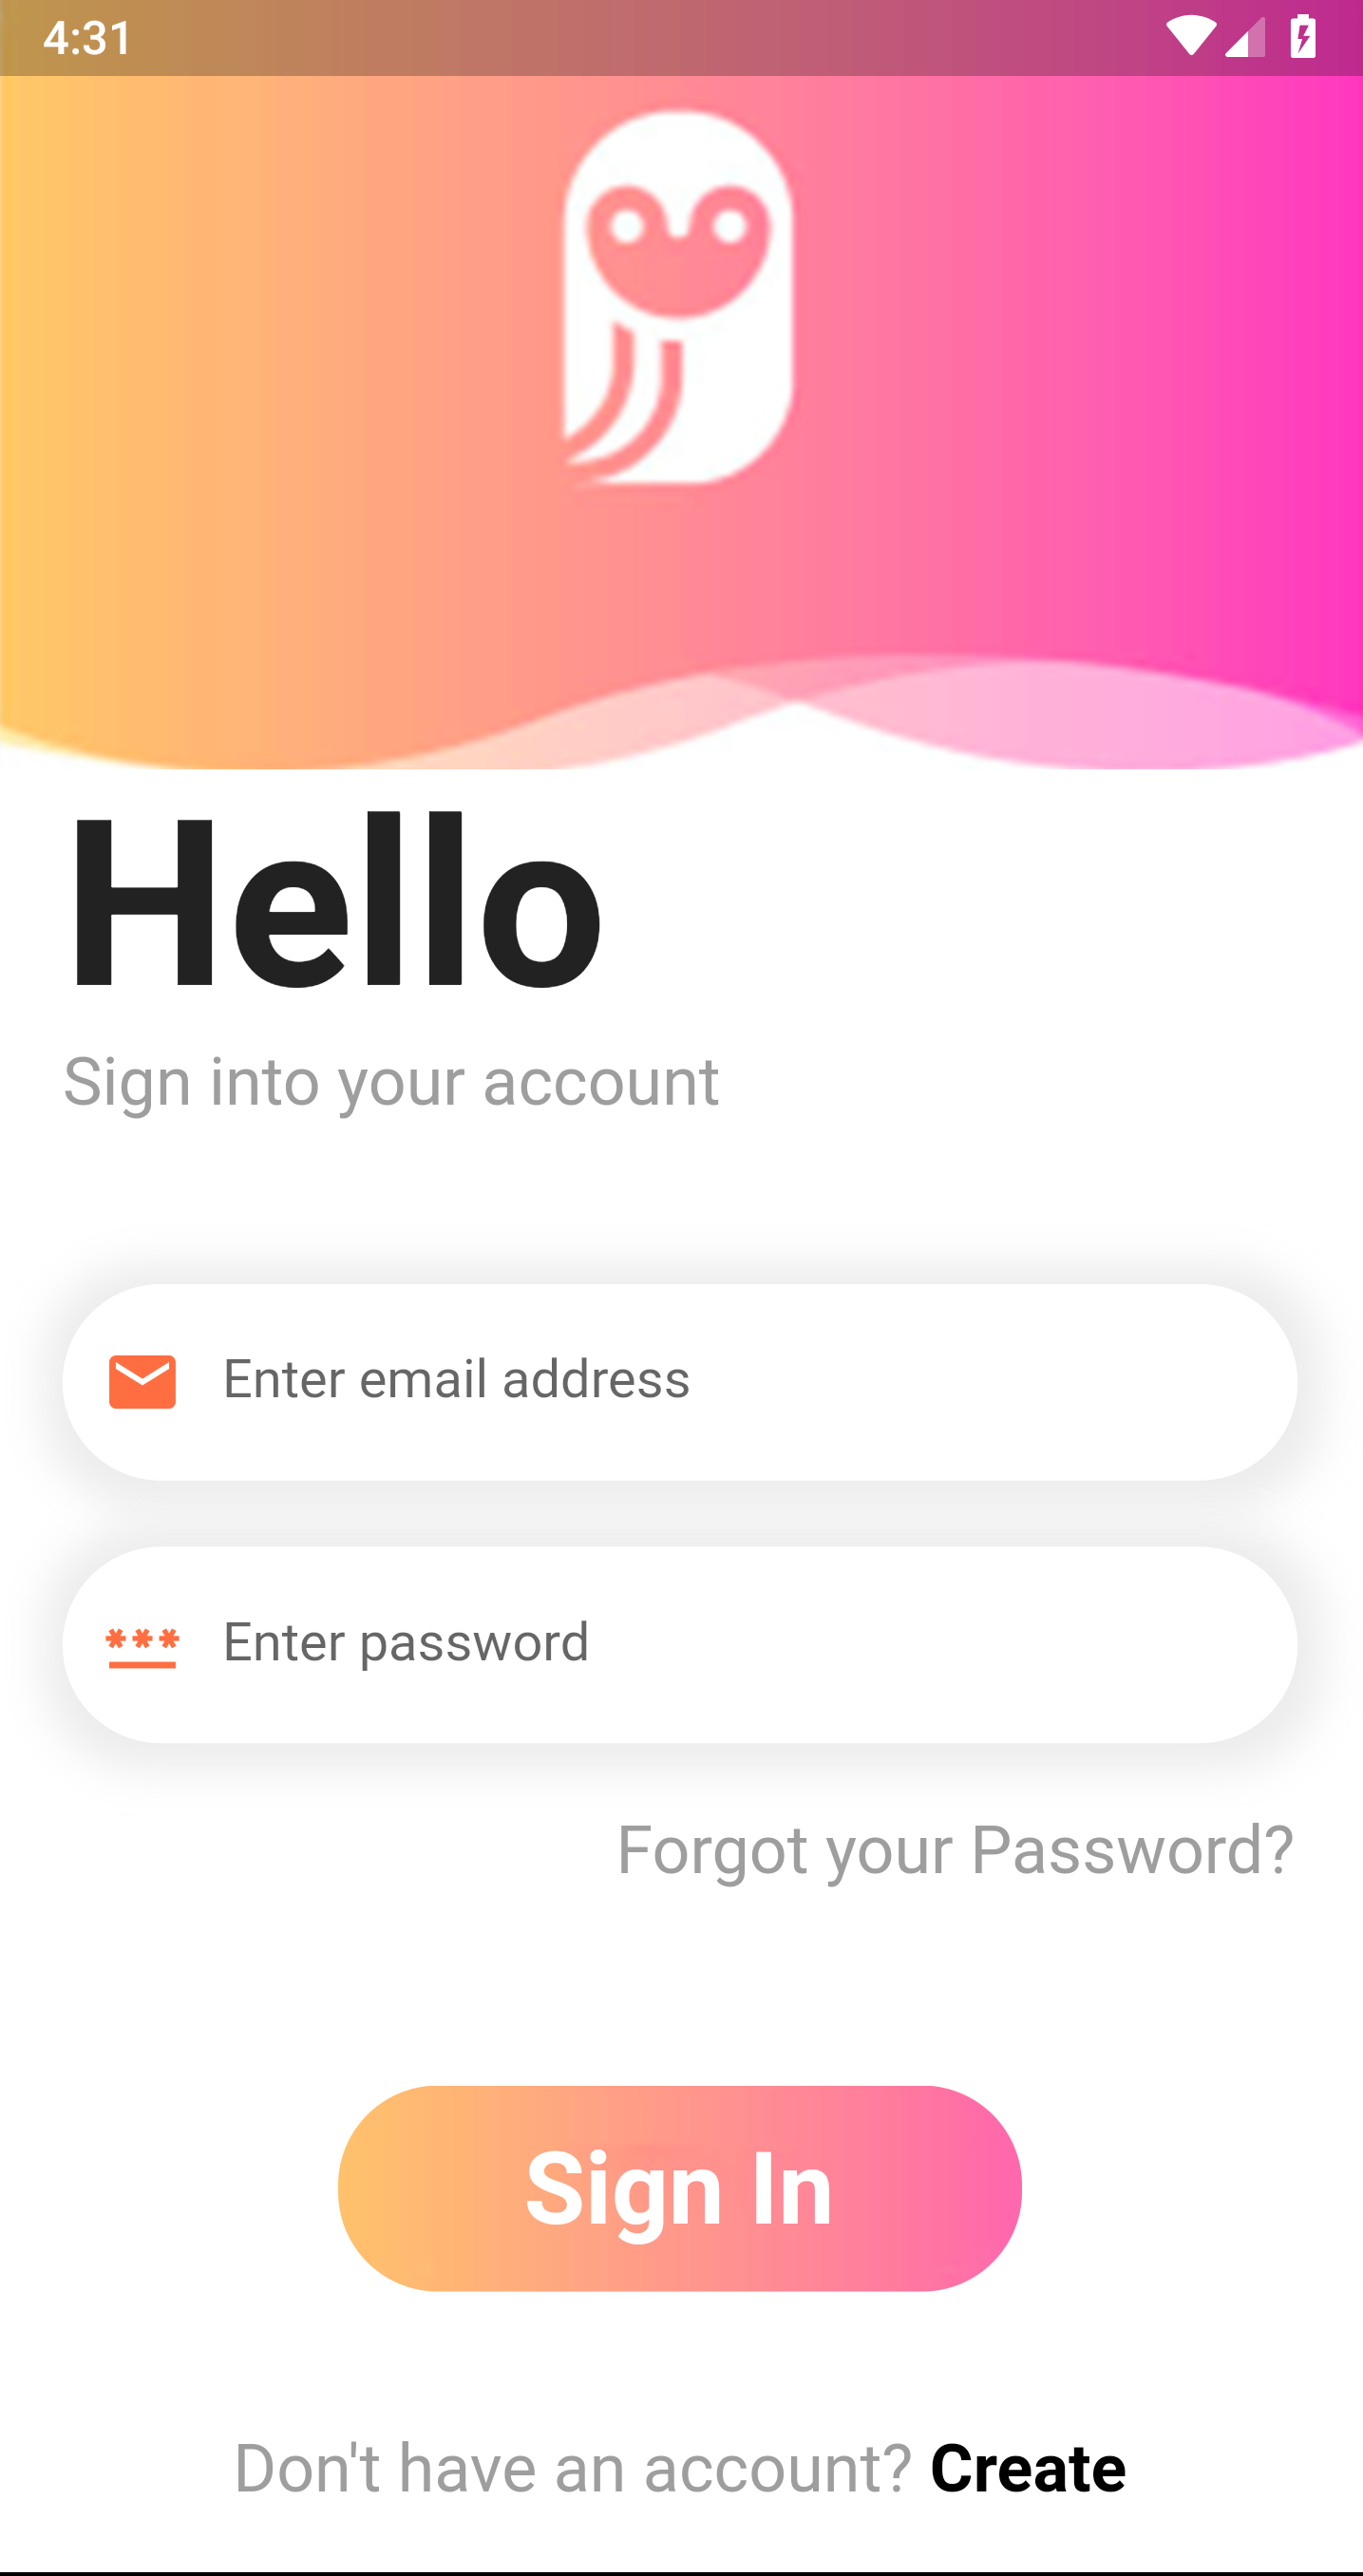 4:31
Hello
Sign into your account
Enter email address
Enter password
Forgot your Password?
Sign In
Don't have an account? Create